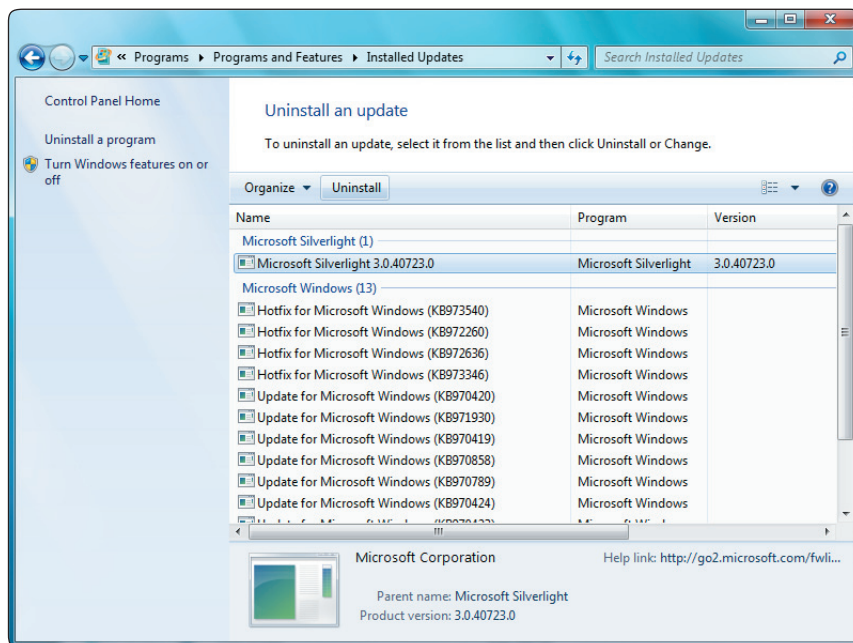 « Programs ▸ Programs and Features ▸ Installed Updates
Search Installed Updates
Control Panel Home
Uninstall a program
Turn Windows features on or
off
Uninstall an update
To uninstall an update, select it from the list and then click Uninstall or Change.
Organize Uninstall
Name Program Version
Microsoft Silverlight (1)
Microsoft Silverlight 3.0.40723.0 Microsoft Silverlight 3.0.40723.0
Microsoft Windows (13)
Hotfix for Microsoft Windows (KB973540) Microsoft Windows
Hotfix for Microsoft Windows (KB972260) Microsoft Windows
Hotfix for Microsoft Windows (KB972636) Microsoft Windows
Hotfix for Microsoft Windows (KB973346) Microsoft Windows
Update for Microsoft Windows (KB970420) Microsoft Windows
Update for Microsoft Windows (KB971930) Microsoft Windows
Update for Microsoft Windows (KB970419) Microsoft Windows
Update for Microsoft Windows (KB970858) Microsoft Windows
Update for Microsoft Windows (KB970789) Microsoft Windows
Update for Microsoft Windows (KB970424) Microsoft Windows
Microsoft Corporation Help link: http://go2.microsoft.com/fwli...
Parent name: Microsoft Silverlight
Product version: 3.0.40723.0